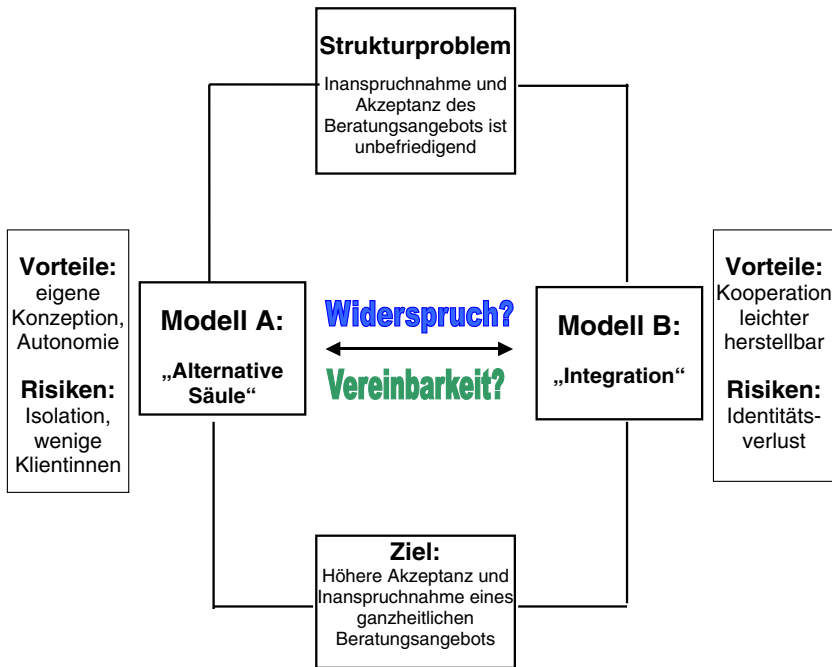 Strukturproblem
Inanspruchnahme und
Akzeptanz des
Beratungsangebots ist
unbefriedigend
Vorteile:
eigene
Konzeption,
Autonomie
Risiken:
Isolation,
wenige
Klientinnen
Modell A:
„Alternative
Säule“
Widerspruch?
Vereinbarkeit?
Modell B:
„Integration“
Vorteile:
Kooperation
leichter
herstellbar
Risiken:
Identitäts-
verlust
Ziel:
Höhere Akzeptanz und
Inanspruchnahme eines
ganzheitlichen
Beratungsangebots